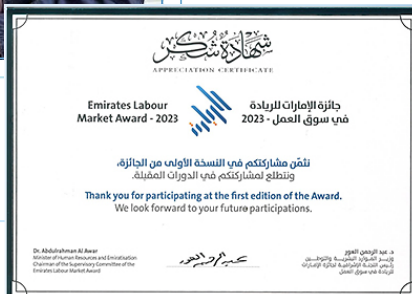 شهادة شكر
APPRECIATION CERTIFICATE
Emirates Labour
Market Award - 2023
جائزة الإمارات للريادة
في سوق العمل - 2023
نثمّن مشاركتكم في النسخة الأولى من الجائزة،
ونتطلع لمشاركتكم في الدورات المقبلة.
Thank you for participating at the first edition of the Award.
We look forward to your future participations.
Dr. Abdulrahman Al Awar
Minister of Human Resources and Emiratisation
Chairman of the Supervisory Committee of the
Emirates Labour Market Award
د. عبد الرحمن العور
وزير الموارد البشرية والتوطين
رئيس اللجنة الإشرافية لجائزة الإمارات
للريادة في سوق العمل